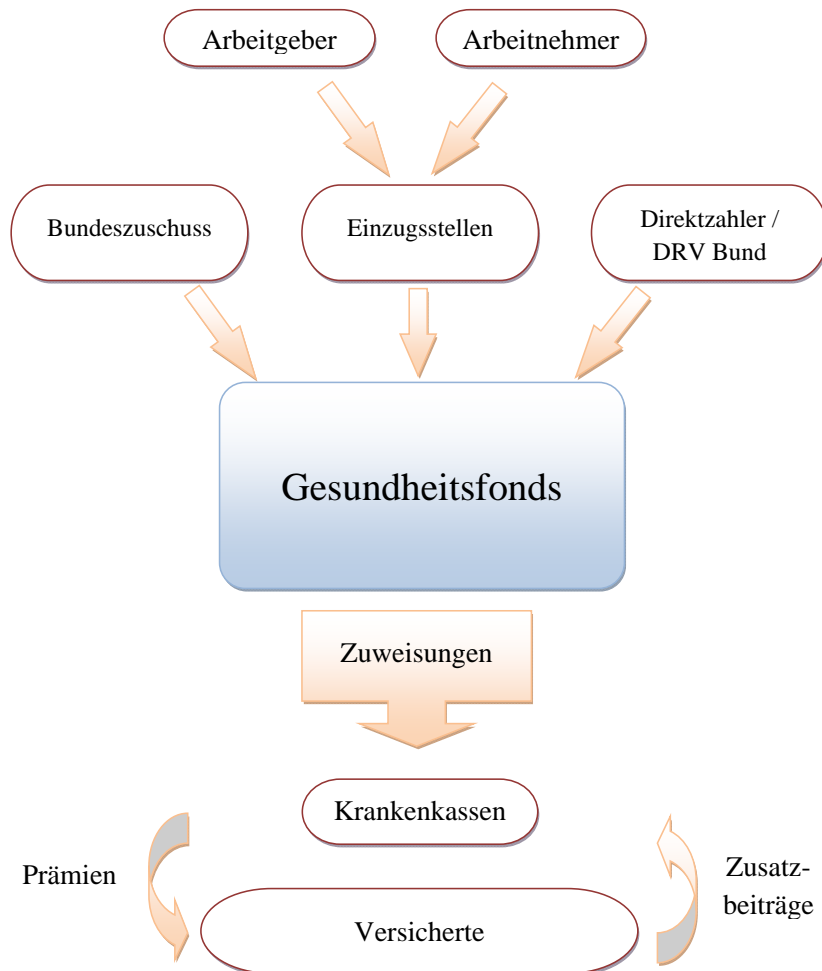 Arbeitgeber
Arbeitnehmer
Bundeszuschuss
Einzugsstellen
Direktzahler /
DRV Bund
Gesundheitsfonds
Zuweisungen
Krankenkassen
Prämien
Zusatz-
beiträge
Versicherte